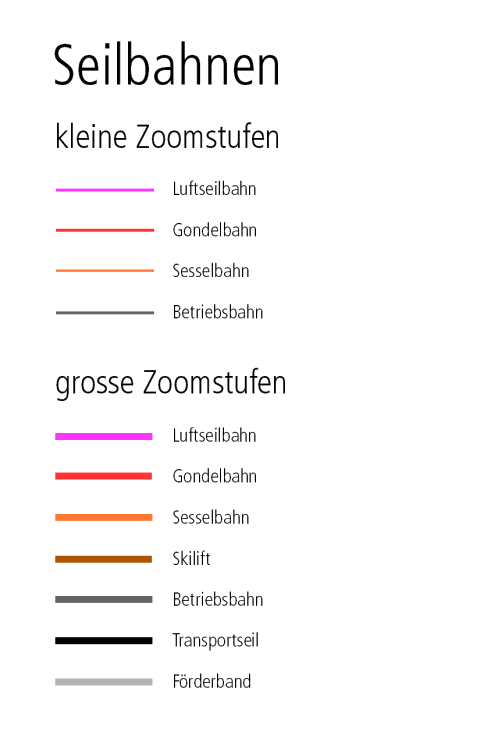 Seilbahnen
kleine Zoomstufen
Luftseilbahn
Gondelbahn
Sesselbahn
Betriebsbahn
grosse Zoomstufen
Luftseilbahn
Gondelbahn
Sesselbahn
Skilift
Betriebsbahn
Transportseil
Förderband